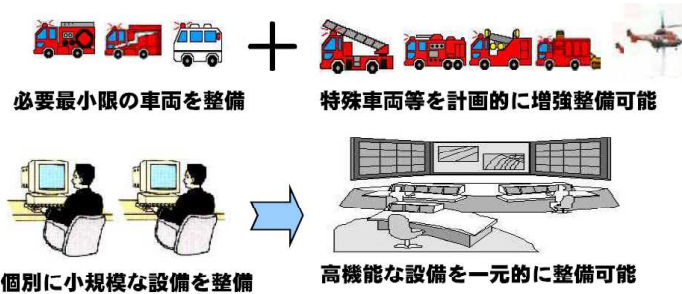 必要最小限の車両を整備
特殊車両等を計画的に増強整備可能
個別に小規模な設備を整備
高機能な設備を一元的に整備可能